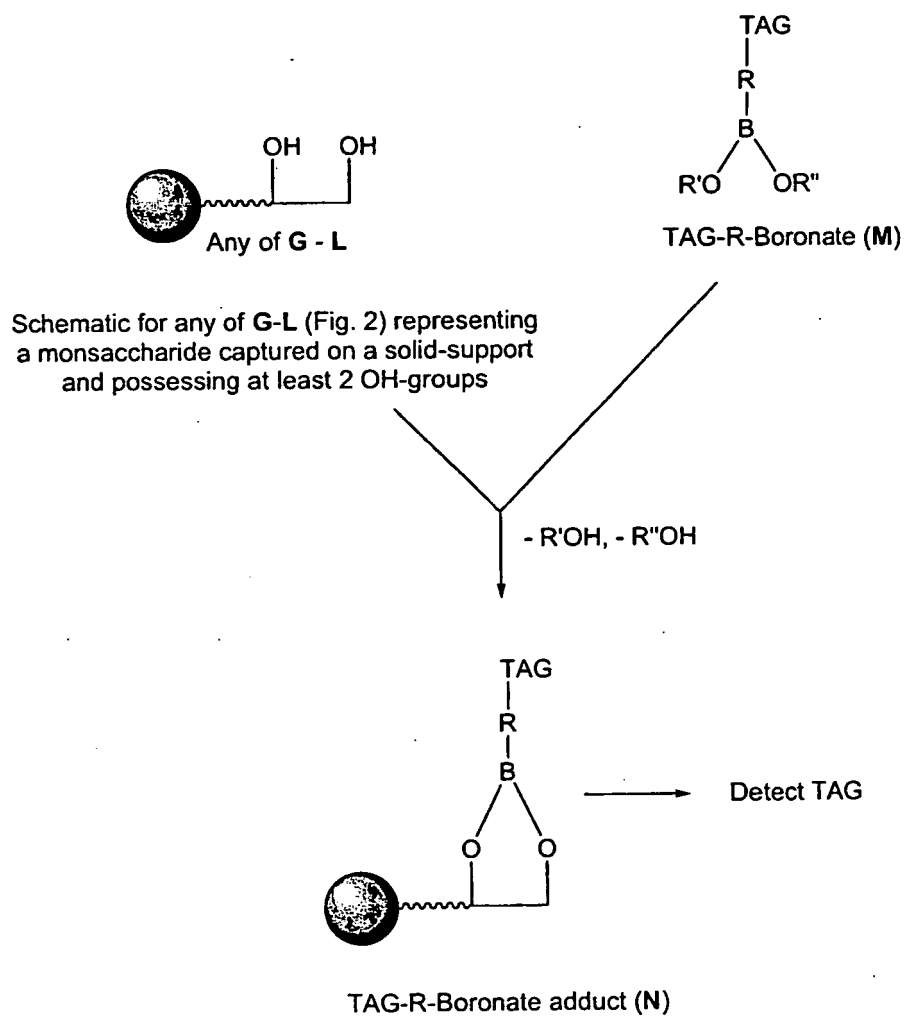 TAG
R
B
R'O OR"
TAG-R-Boronate (M)
OH OH
Any of G - L
Schematic for any of G-L (Fig. 2) representing
a monsaccharide captured on a solid-support
and possessing at least 2 OH-groups
- R'OH, - R"OH
TAG
R
B
O O
Detect TAG
TAG-R-Boronate adduct (N)